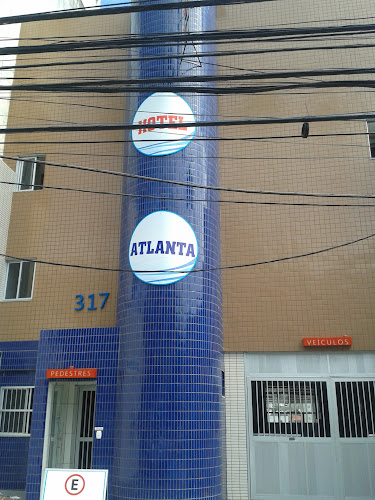 HOTEL
ATLANTA
317
VEÍCULOS
PEDESTRES
E